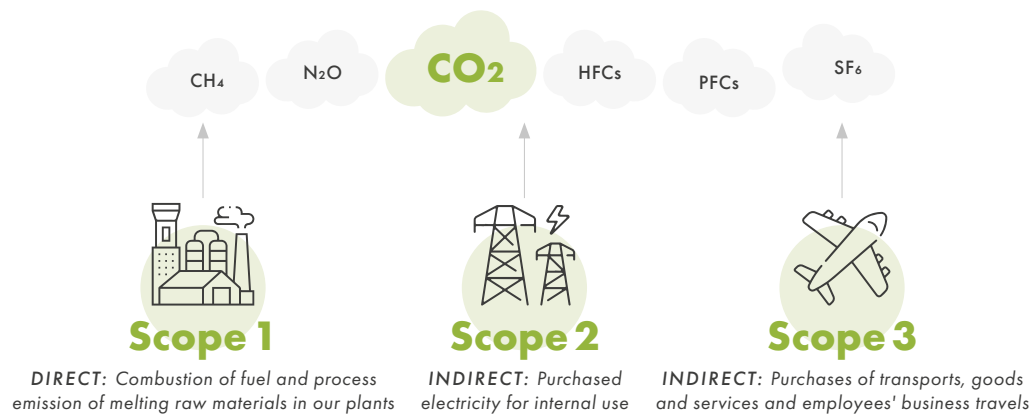 CH₄
N₂O
CO₂
HFCs
PFCs
SF₆
Scope 1
DIRECT: Combustion of fuel and process
emission of melting raw materials in our plants
Scope 2
INDIRECT: Purchased
electricity for internal use
Scope 3
INDIRECT: Purchases of transports, goods
and services and employees' business travels